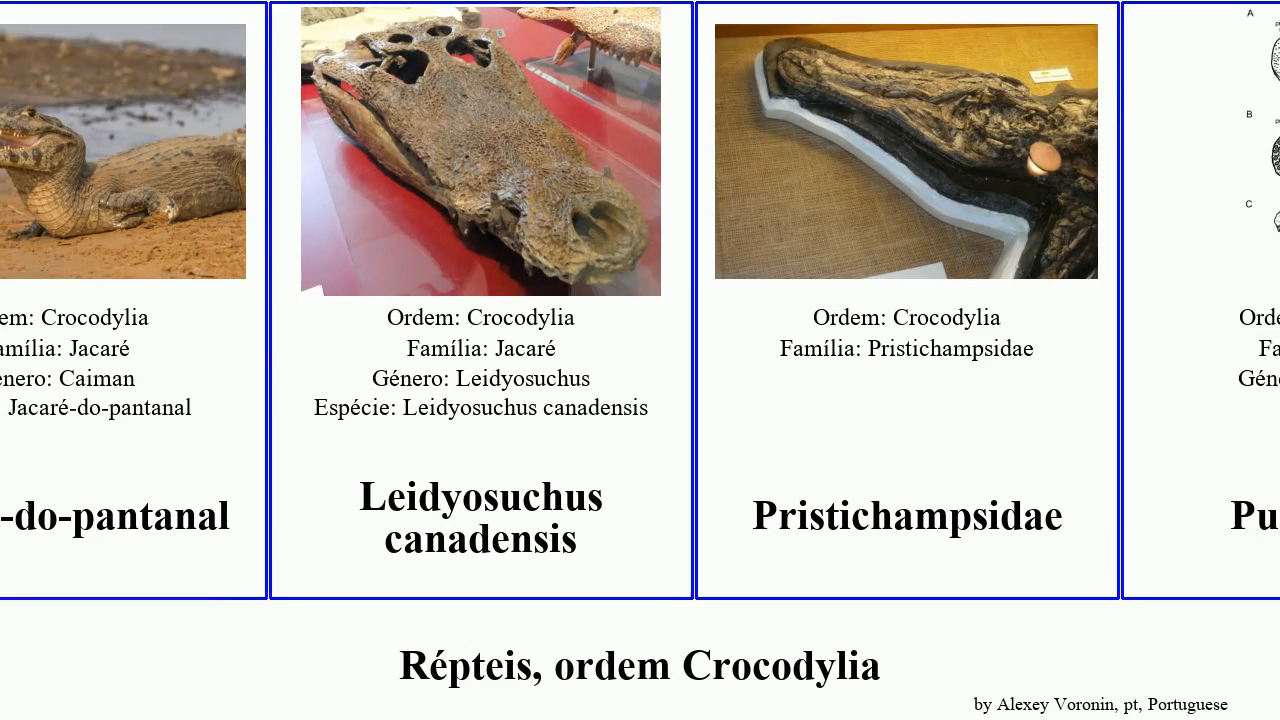 em: Crocodylia
amília: Jacaré
enero: Caiman
Jacaré-do-pantanal
-do-pantanal
Ordem: Crocodylia
Família: Jacaré
Género: Leidyosuchus
Espécie: Leidyosuchus canadensis
Leidyosuchus
canadensis
Ordem: Crocodylia
Família: Pristichampsidae
Pristichampsidae
A
B
C
Orde
Fa
Géne
Pu
Répteis, ordem Crocodylia
by Alexey Voronin, pt, Portuguese